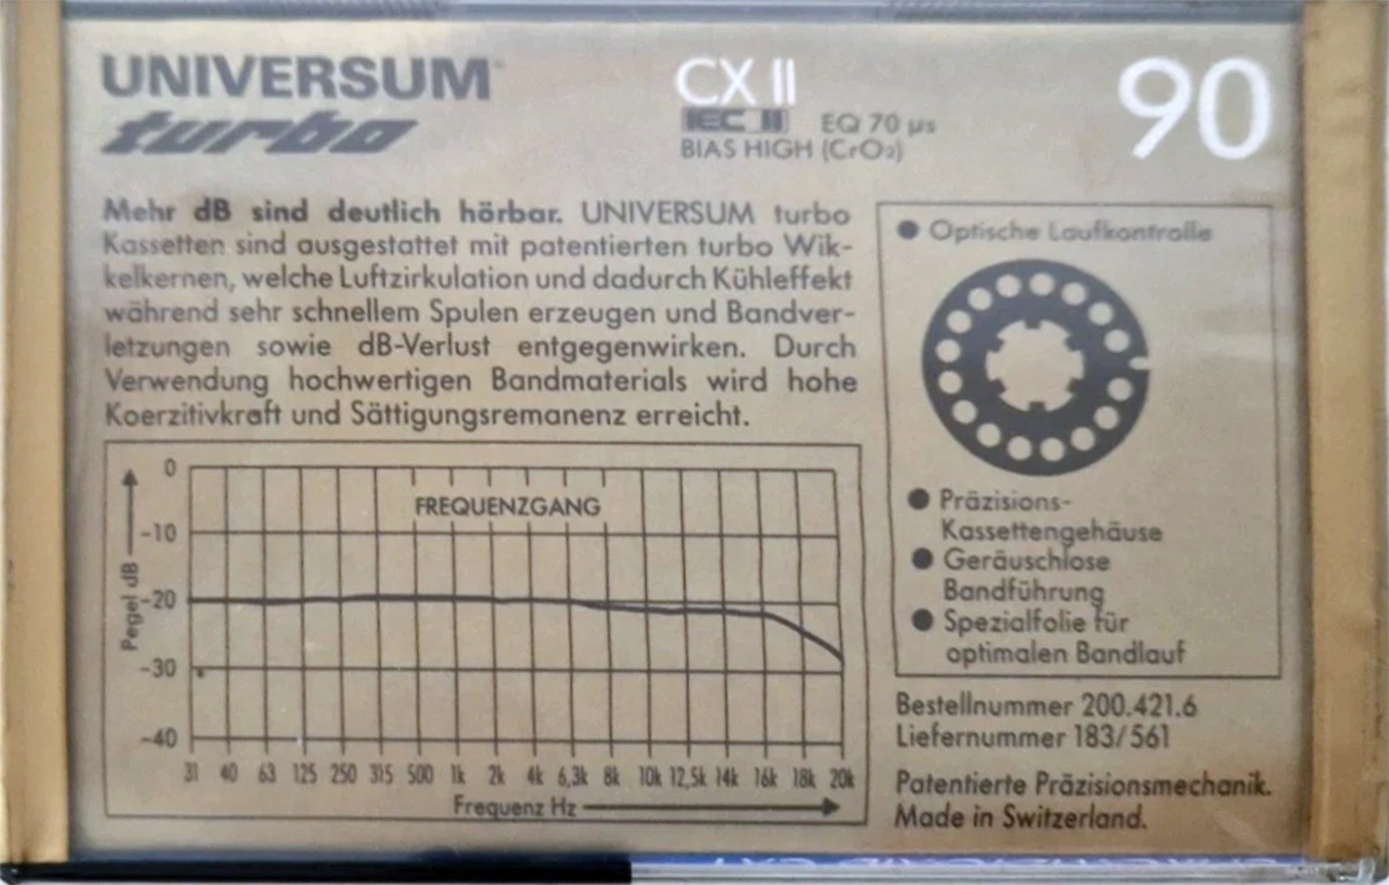 UNIVERSUM
turbo
CX II
IEC II EQ 70 µs
BIAS HIGH (CrO₂)
90
Mehr dB sind deutlich hörbar. UNIVERSUM turbo
Kassetten sind ausgestattet mit patentierten turbo Wik-
kelkernen, welche Luftzirkulation und dadurch Kühleffekt
während sehr schnellem Spulen erzeugen und Bandver-
letzungen sowie dB-Verlust entgegenwirken. Durch
Verwendung hochwertigen Bandmaterials wird hohe
Koerzitivkraft und Sättigungsremanenz erreicht.
FREQUENZGANG
Pegel dB
0
-10
-20
-30
-40
31 40 63 125 250 315 500 1k 2k 4k 6,3k 8k 10k 12,5k 14k 16k 18k 20k
Frequenz Hz
● Optische Laufkontrolle
● Präzisions-
Kassettengehäuse
● Geräuschlose
Bandführung
● Spezialfolie für
optimalen Bandlauf
Bestellnummer 200.421.6
Liefernummer 183/561
Patentierte Präzisionsmechanik.
Made in Switzerland.